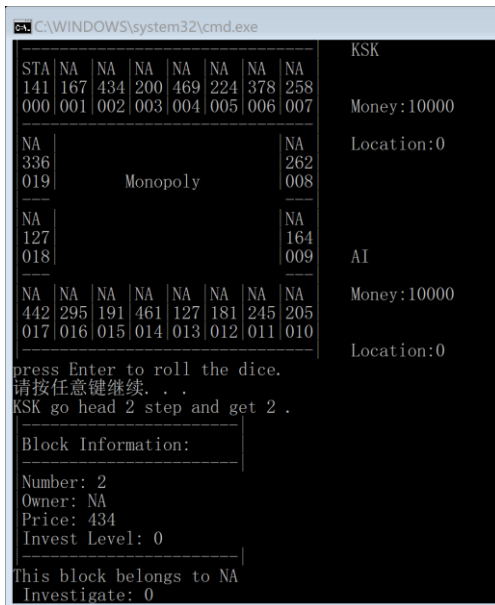 C:\WINDOWS\system32\cmd.exe
KSK
STA|NA |NA |NA |NA |NA |NA |NA
141|167|434|200|469|224|378|258
000|001|002|003|004|005|006|007
Money:10000
NA NA
336 262
019 Monopoly 008
Location:0
NA NA
127 164
018 009
AI
NA |NA |NA |NA |NA |NA |NA |NA
442|295|191|461|127|181|245|205
017|016|015|014|013|012|011|010
Money:10000
Location:0
press Enter to roll the dice.
请按任意键继续. . .
KSK go head 2 step and get 2 .
Block Information:
Number: 2
Owner: NA
Price: 434
Invest Level: 0
This block belongs to NA
Investigate: 0